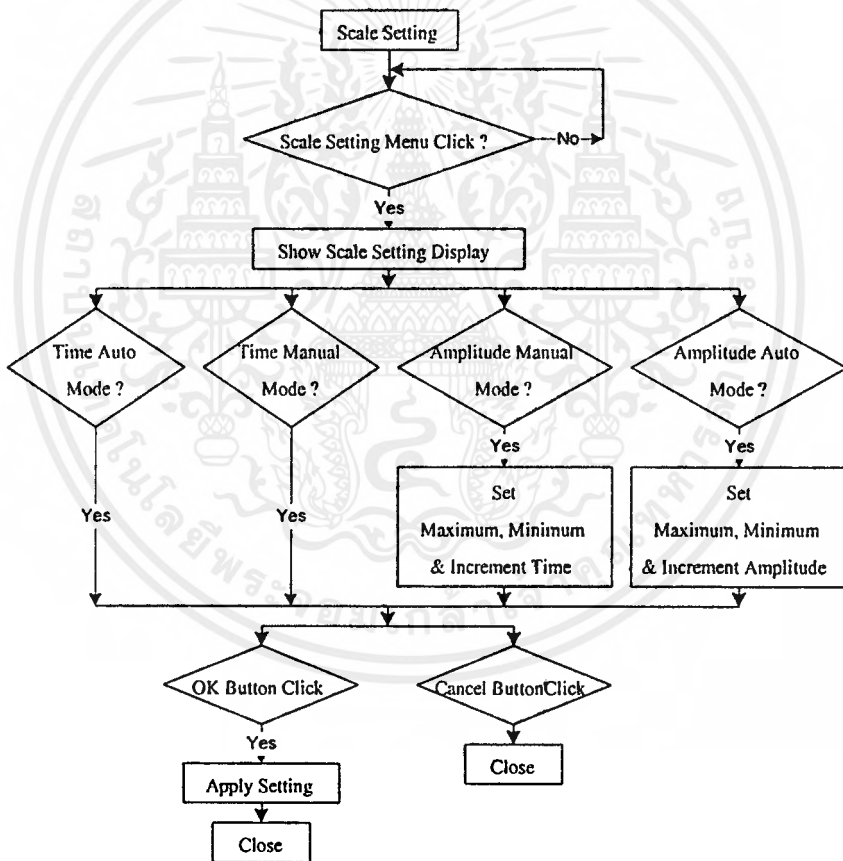 Scale Setting
Scale Setting Menu Click ?
No
Yes
Show Scale Setting Display
Time Auto
Mode ?
Time Manual
Mode ?
Amplitude Manual
Mode ?
Amplitude Auto
Mode ?
Yes
Yes
Yes
Yes
Set
Maximum, Minimum
& Increment Time
Set
Maximum, Minimum
& Increment Amplitude
OK Button Click
Cancel Button Click
Yes
Apply Setting
Close
Close